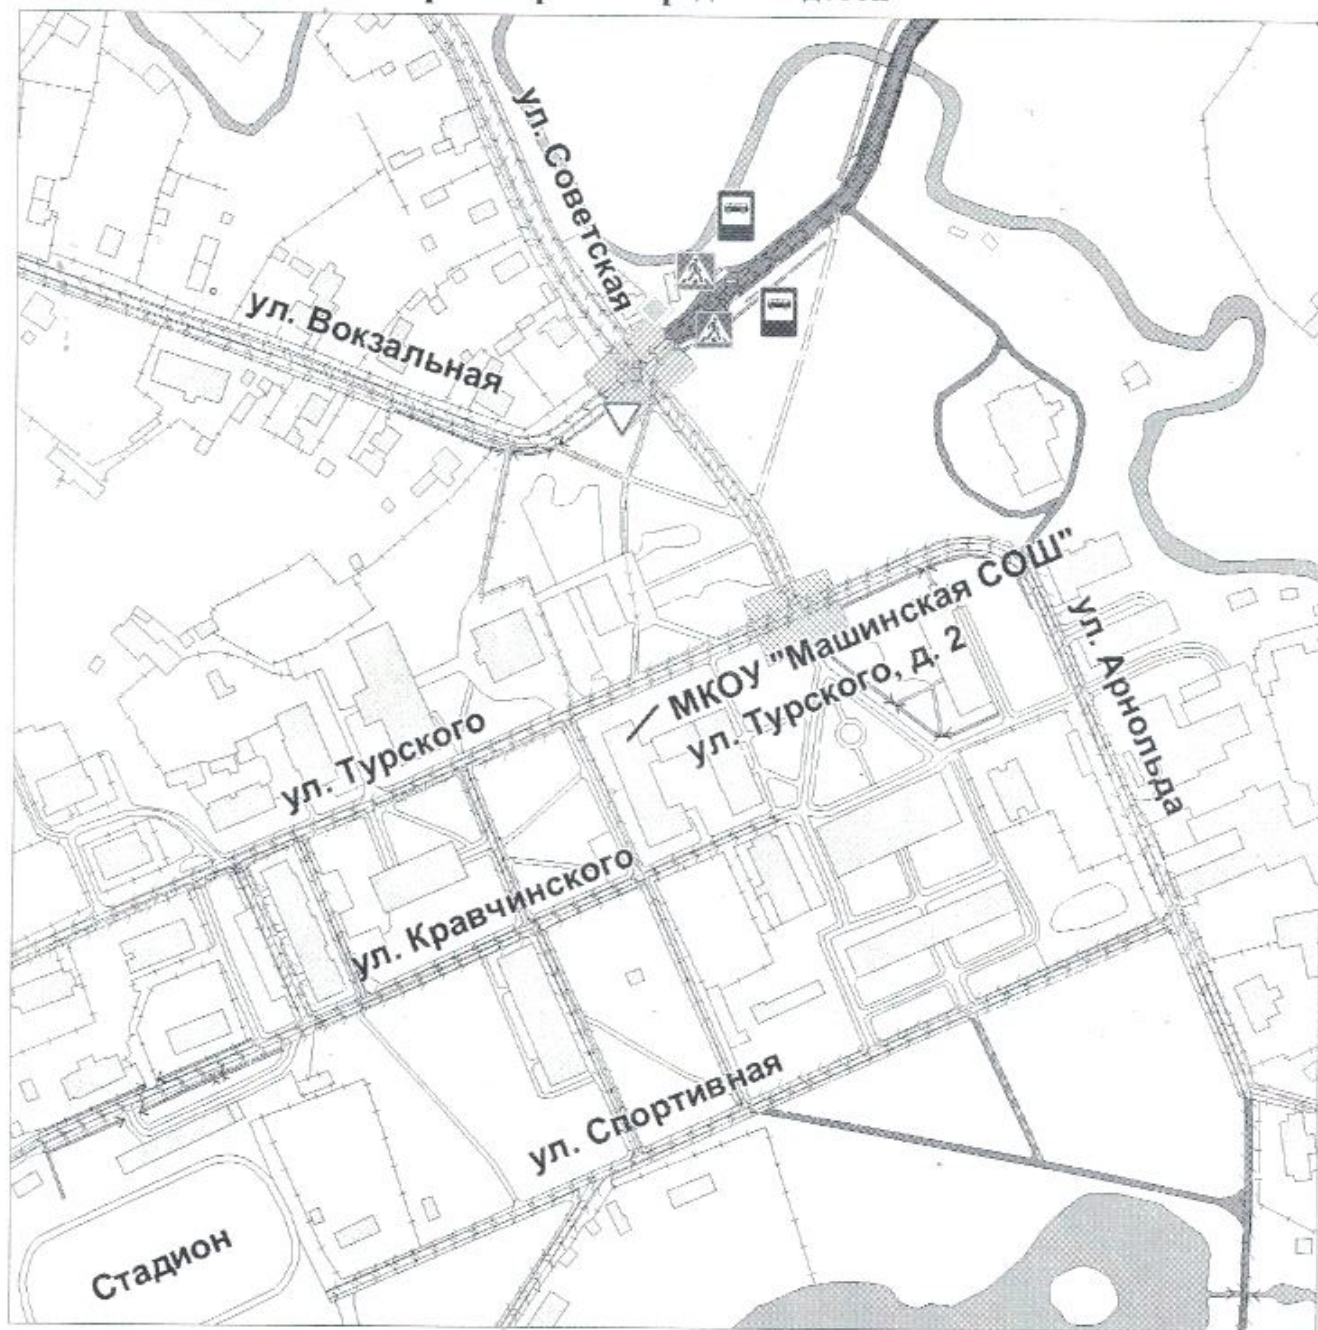 ул. Советская
ул. Вокзальная
МКОУ "Машинская СОШ"
ул. Турского, д. 2
ул. Арнольда
ул. Турского
ул. Кравчинского
ул. Спортивная
Стадион